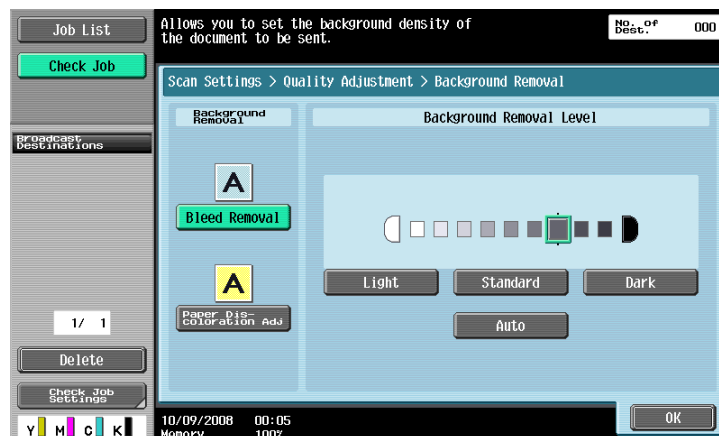 Job List
Check Job
Allows you to set the background density of
the document to be sent.
No. of
Dest.
000
Scan Settings > Quality Adjustment > Background Removal
Broadcast
Destinations
Background
Removal
Background Removal Level
A
Bleed Removal
A
Paper Dis-
coloration Adj
Light
Standard
Dark
Auto
1/ 1
Delete
Check Job
Settings
Y M C K
10/09/2008 00:05
Memory 100%
OK